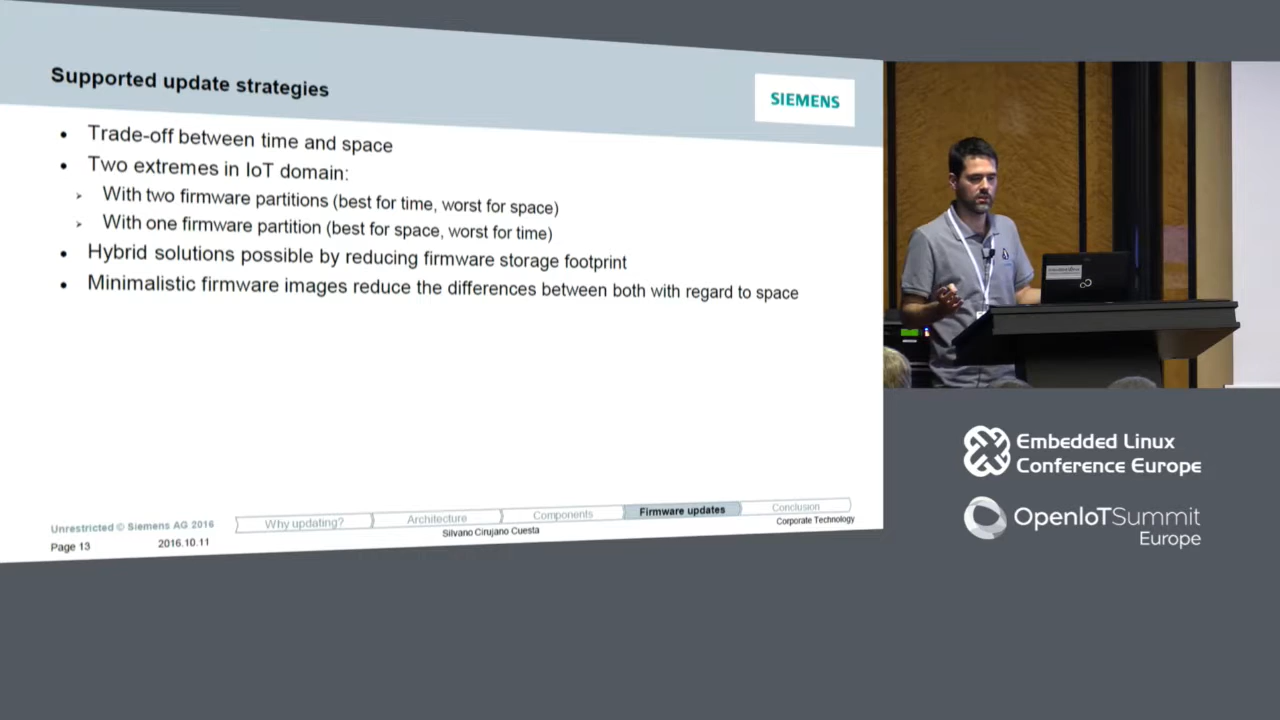 Supported update strategies
SIEMENS
• Trade-off between time and space
• Two extremes in IoT domain:
➢ With two firmware partitions (best for time, worst for space)
➢ With one firmware partition (best for space, worst for time)
• Hybrid solutions possible by reducing firmware storage footprint
• Minimalistic firmware images reduce the differences between both with regard to space
Unrestricted © Siemens AG 2016
Why updating?
Architecture
Components
Firmware updates
Conclusion
Page 13
2016.10.11
Silvano Cirujano Cuesta
Corporate Technology
Embedded Linux
Conference Europe
OpenIoTSummit
Europe